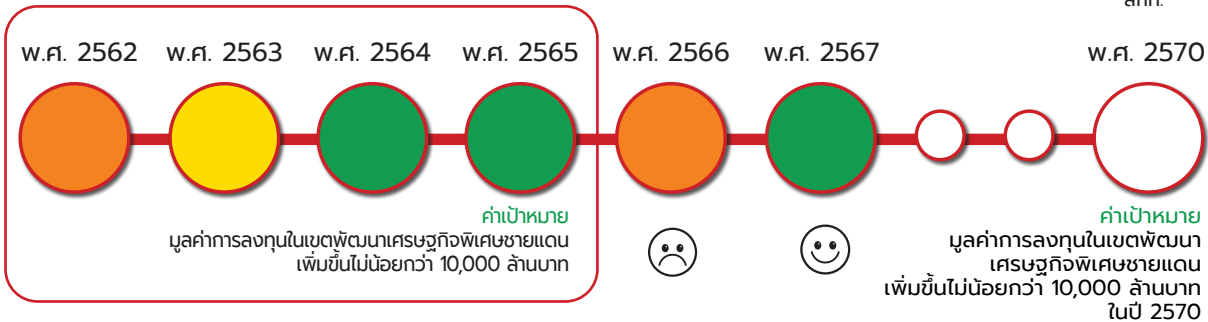 สกท.
พ.ศ. 2562 พ.ศ. 2563 พ.ศ. 2564 พ.ศ. 2565 พ.ศ. 2566 พ.ศ. 2567 พ.ศ. 2570
ค่าเป้าหมาย
มูลค่าการลงทุนในเขตพัฒนาเศรษฐกิจพิเศษชายแดน
เพิ่มขึ้นไม่น้อยกว่า 10,000 ล้านบาท
ค่าเป้าหมาย
มูลค่าการลงทุนในเขตพัฒนา
เศรษฐกิจพิเศษชายแดน
เพิ่มขึ้นไม่น้อยกว่า 10,000 ล้านบาท
ในปี 2570